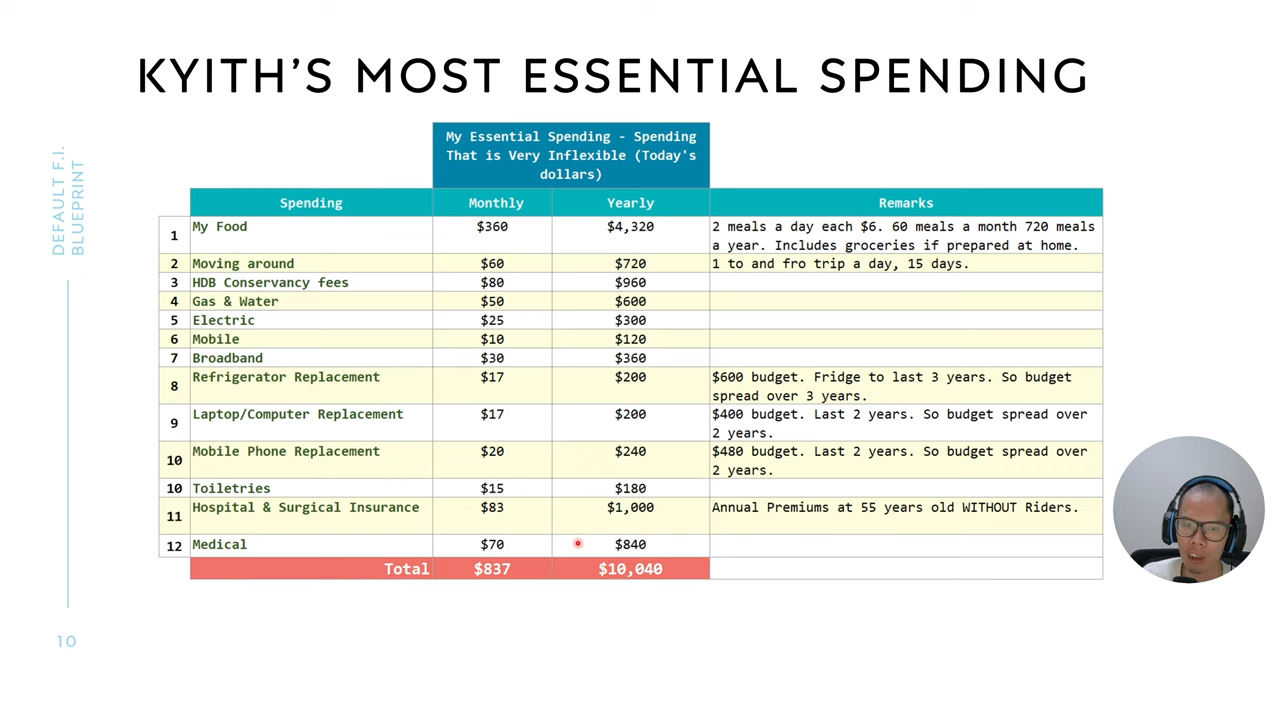 KYITH'S MOST ESSENTIAL SPENDING
DEFAULT F.I.
BLUEPRINT
My Essential Spending - Spending
That is Very Inflexible (Today's
dollars)
Spending Monthly Yearly Remarks
1 My Food $360 $4,320 2 meals a day each $6. 60 meals a month 720 meals
a year. Includes groceries if prepared at home.
2 Moving around $60 $720 1 to and fro trip a day, 15 days.
3 HDB Conservancy fees $80 $960
4 Gas & Water $50 $600
5 Electric $25 $300
6 Mobile $10 $120
7 Broadband $30 $360
8 Refrigerator Replacement $17 $200 $600 budget. Fridge to last 3 years. So budget
spread over 3 years.
9 Laptop/Computer Replacement $17 $200 $400 budget. Last 2 years. So budget spread over
2 years.
10 Mobile Phone Replacement $20 $240 $480 budget. Last 2 years. So budget spread over
2 years.
10 Toiletries $15 $180
11 Hospital & Surgical Insurance $83 $1,000 Annual Premiums at 55 years old WITHOUT Riders.
12 Medical $70 $840
Total $837 $10,040
10